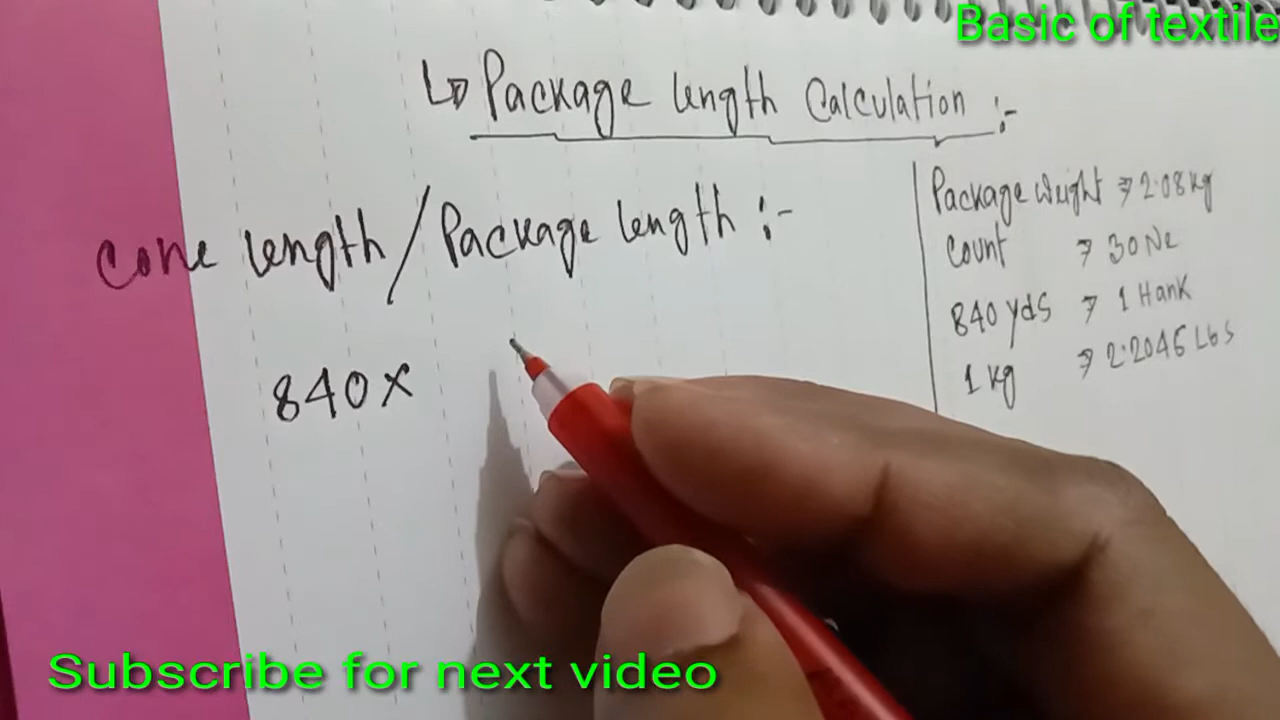 Basic of textile
↳ Package length Calculation :-
Cone length / Package length :-
840 ×
Package weight ⇒ 2.08 kg
Count ⇒ 30 Ne
840 yds ⇒ 1 Hank
1 kg ⇒ 2.2046 Lbs
Subscribe for next video